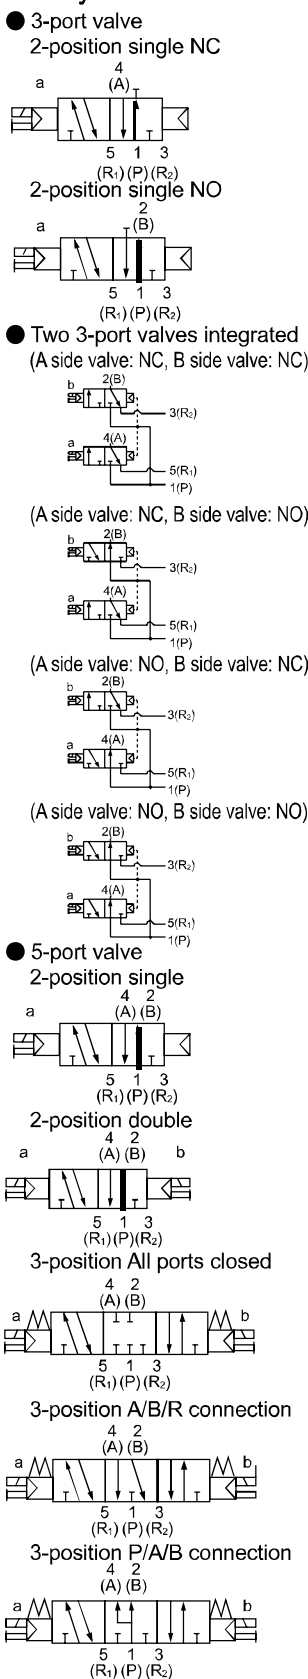 ● 3-port valve
2-position single NC
4
a (A)
5 1 3
(R1) (P) (R2)
2-position single NO
2
a (B)
5 1 3
(R1) (P) (R2)
● Two 3-port valves integrated
(A side valve: NC, B side valve: NC)
b 2(B)
3(R2)
a 4(A)
5(R1)
1(P)
(A side valve: NC, B side valve: NO)
b 2(B)
3(R2)
a 4(A)
5(R1)
1(P)
(A side valve: NO, B side valve: NC)
b 2(B)
3(R2)
a 4(A)
5(R1)
1(P)
(A side valve: NO, B side valve: NO)
b 2(B)
3(R2)
a 4(A)
5(R1)
1(P)
● 5-port valve
2-position single
4 2
a (A) (B)
5 1 3
(R1) (P) (R2)
2-position double
4 2
a (A) (B) b
5 1 3
(R1) (P) (R2)
3-position All ports closed
4 2
(A) (B)
a b
5 1 3
(R1) (P) (R2)
3-position A/B/R connection
4 2
(A) (B)
a b
5 1 3
(R1) (P) (R2)
3-position P/A/B connection
4 2
(A) (B)
a b
5 1 3
(R1) (P) (R2)